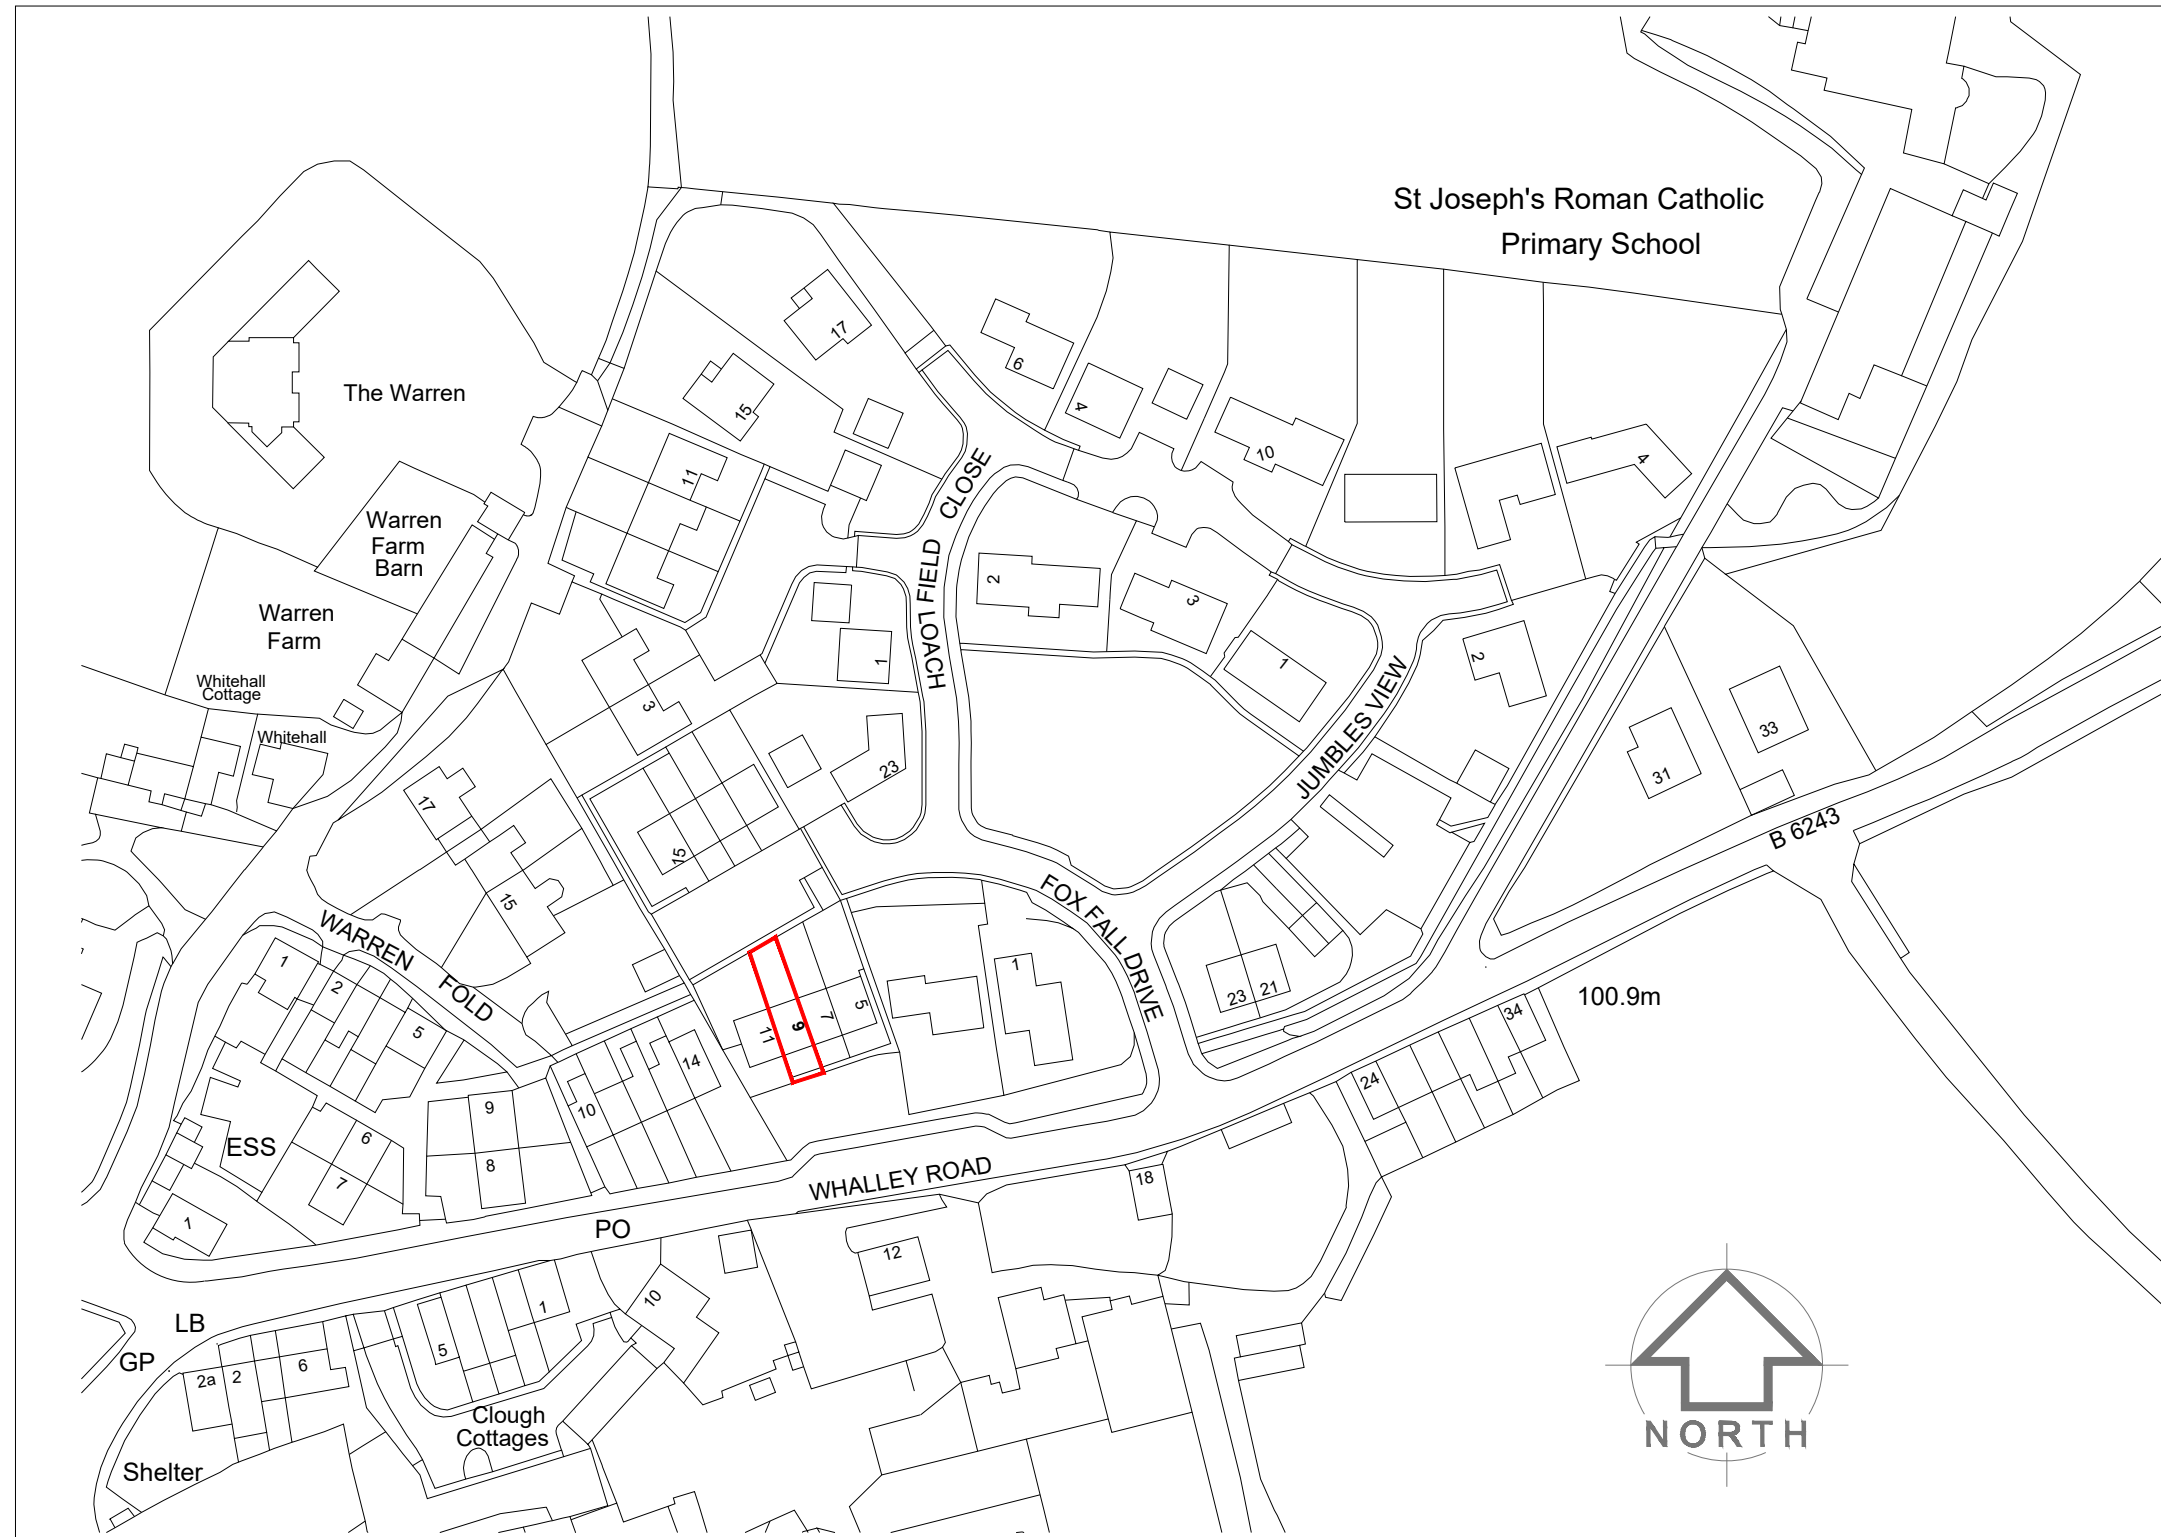 St Joseph's Roman Catholic
Primary School
17
6
The Warren
4
15
10
4
11
CLOSE
Warren
Farm
Barn
LOACH FIELD
2
3
Warren
Farm
1
1
2
Whitehall
Cottage
JUMBLES VIEW
3
33
Whitehall
23
31
17
B 6243
15
15
FOX FALL DRIVE
WARREN
FOLD
1
2
1
5
23
21
100.9m
7
9
11
34
5
14
24
10
9
ESS
6
8
7
WHALLEY ROAD
18
1
PO
12
10
1
LB
5
GP
6
2a
2
Clough
Cottages
Shelter
NORTH